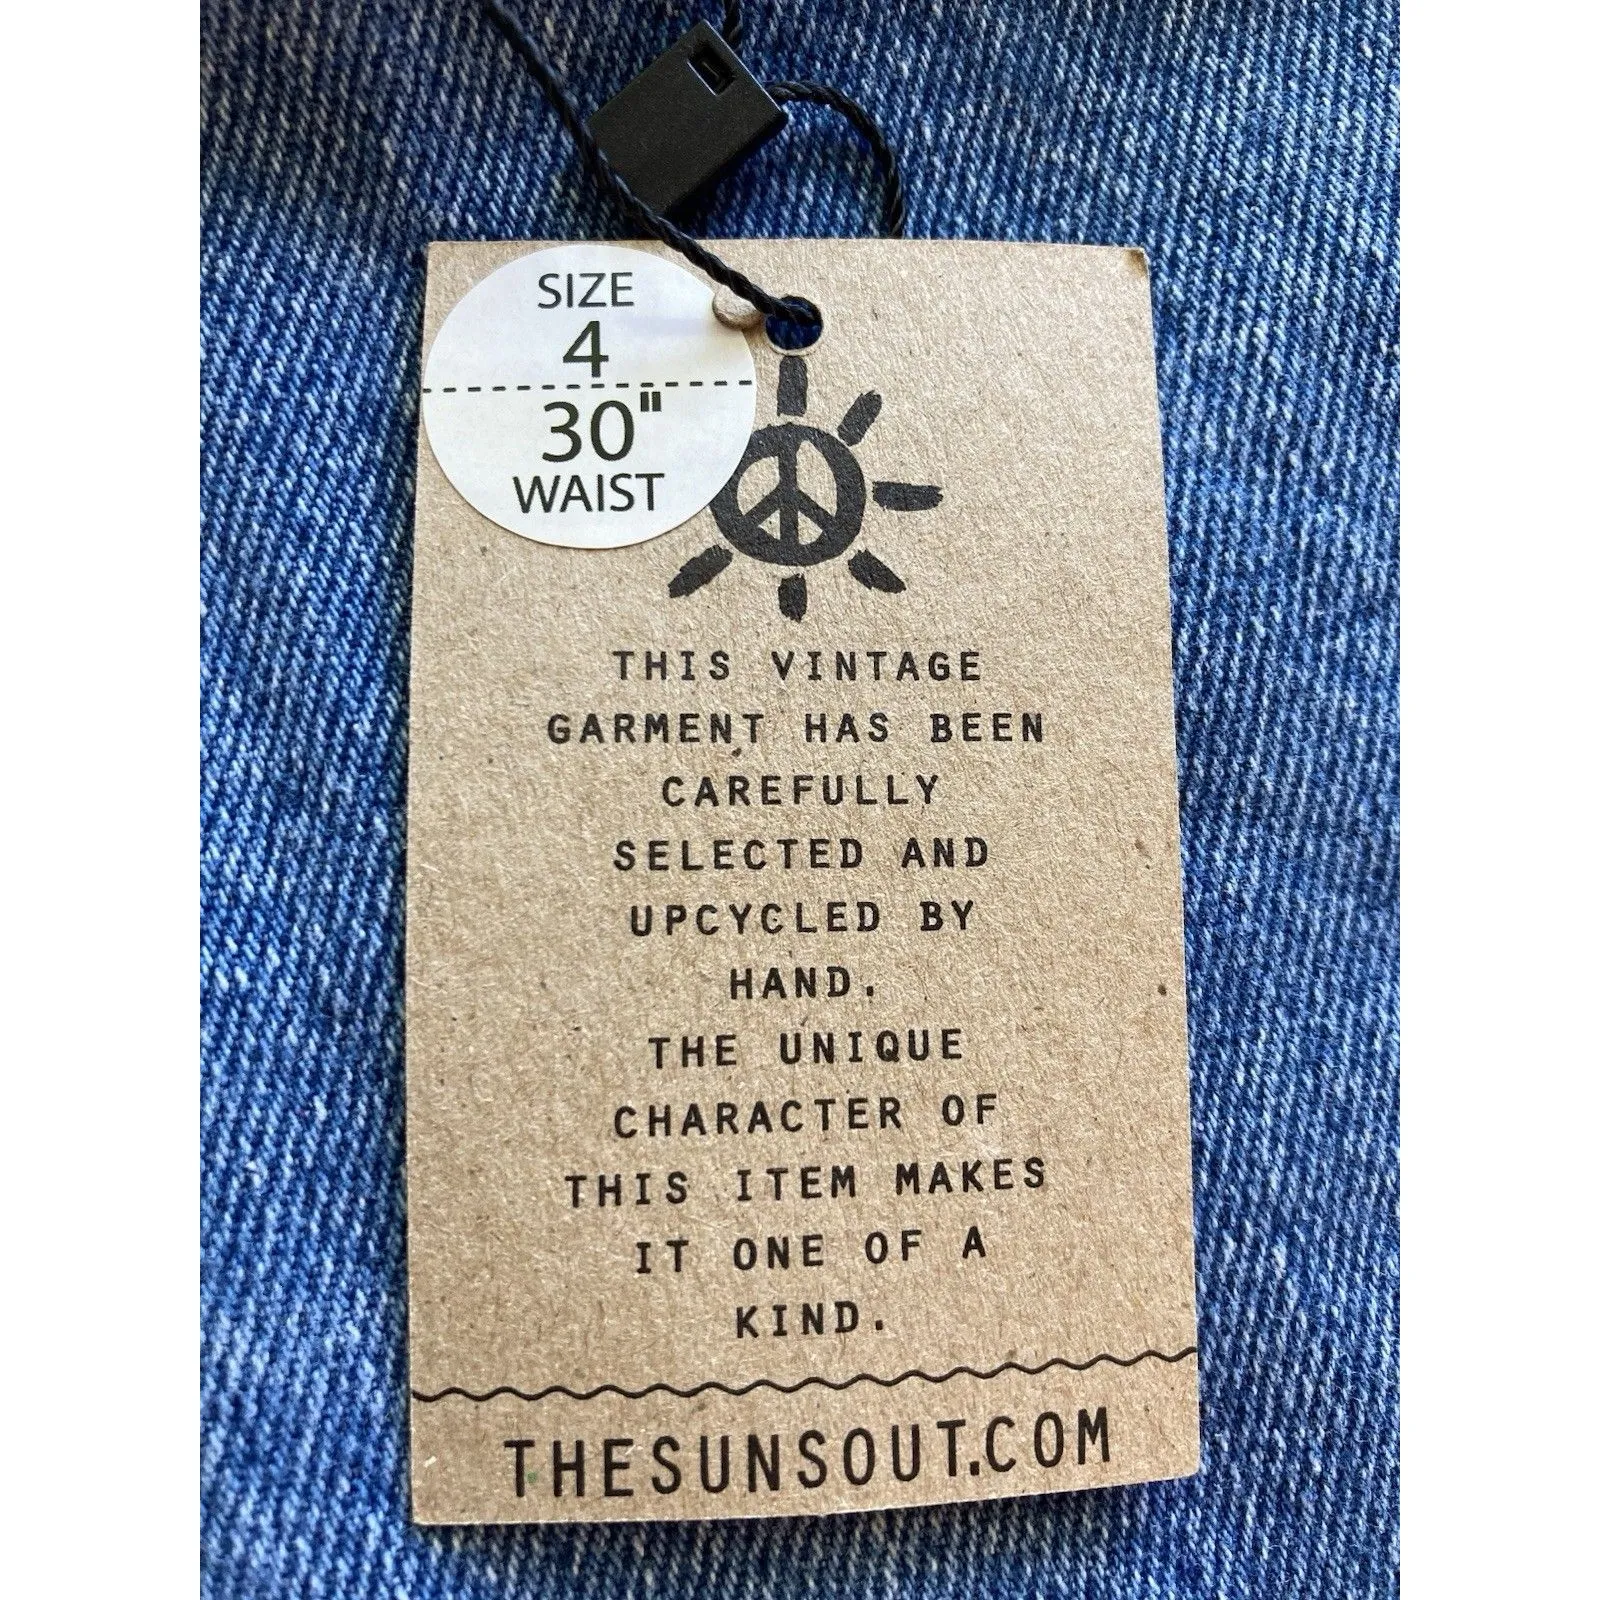 SIZE
4
30"
WAIST
THIS VINTAGE
GARMENT HAS BEEN
CAREFULLY
SELECTED AND
UPCYCLED BY
HAND.
THE UNIQUE
CHARACTER OF
THIS ITEM MAKES
IT ONE OF A
KIND.
THESUNSOUT.COM